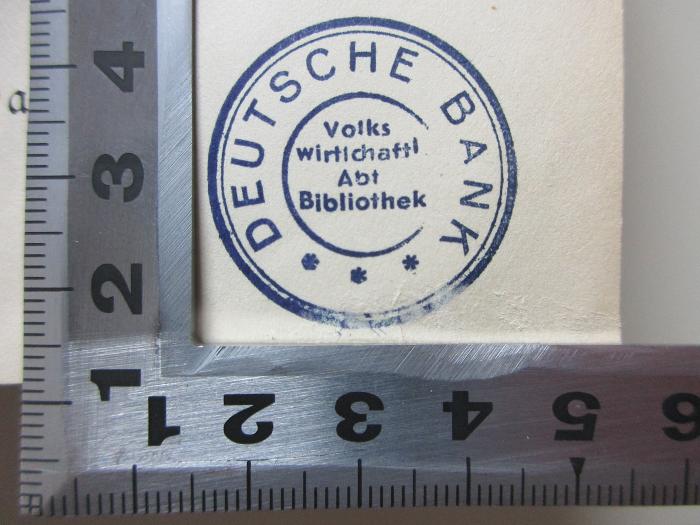 a
DEUTSCHE BANK
Volks
wirtſchaftl
Abt
Bibliothek
* * *
4
3
2
1
1 2 3 4 5 6